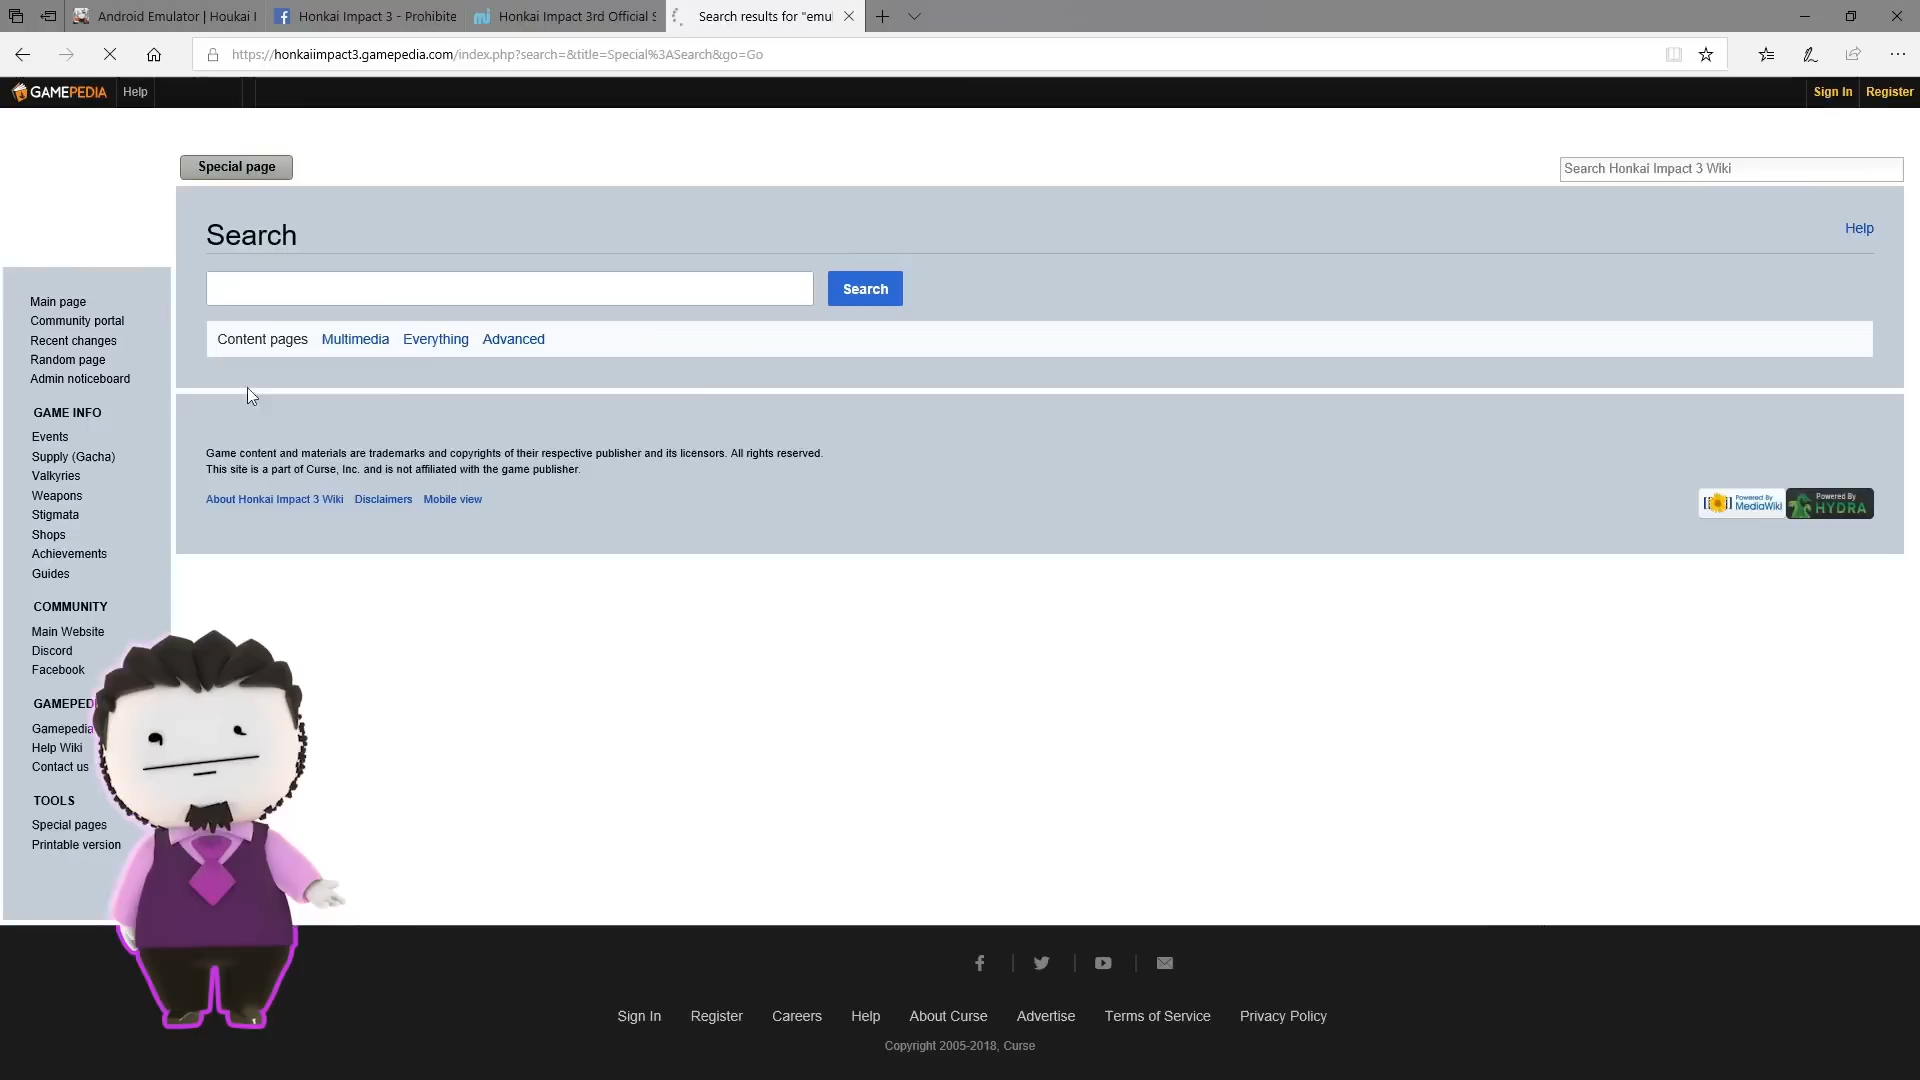 Android Emulator | Houkai I
Honkai Impact 3 - Prohibite
Honkai Impact 3rd Official S
Search results for "emu
https://honkaiimpact3.gamepedia.com/index.php?search=&title=Special%3ASearch&go=Go
GAMEPEDIA
Help
Sign In
Register
Special page
Search Honkai Impact 3 Wiki
Search
Help
Search
Content pages
Multimedia
Everything
Advanced
Main page
Community portal
Recent changes
Random page
Admin noticeboard
GAME INFO
Events
Supply (Gacha)
Valkyries
Weapons
Stigmata
Shops
Achievements
Guides
COMMUNITY
Main Website
Discord
Facebook
GAMEPEDI
Gamepedia
Help Wiki
Contact us
TOOLS
Special pages
Printable version
Game content and materials are trademarks and copyrights of their respective publisher and its licensors. All rights reserved.
This site is a part of Curse, Inc. and is not affiliated with the game publisher.
About Honkai Impact 3 Wiki
Disclaimers
Mobile view
Powered By
MediaWiki
Powered By
HYDRA
Sign In
Register
Careers
Help
About Curse
Advertise
Terms of Service
Privacy Policy
Copyright 2005-2018, Curse